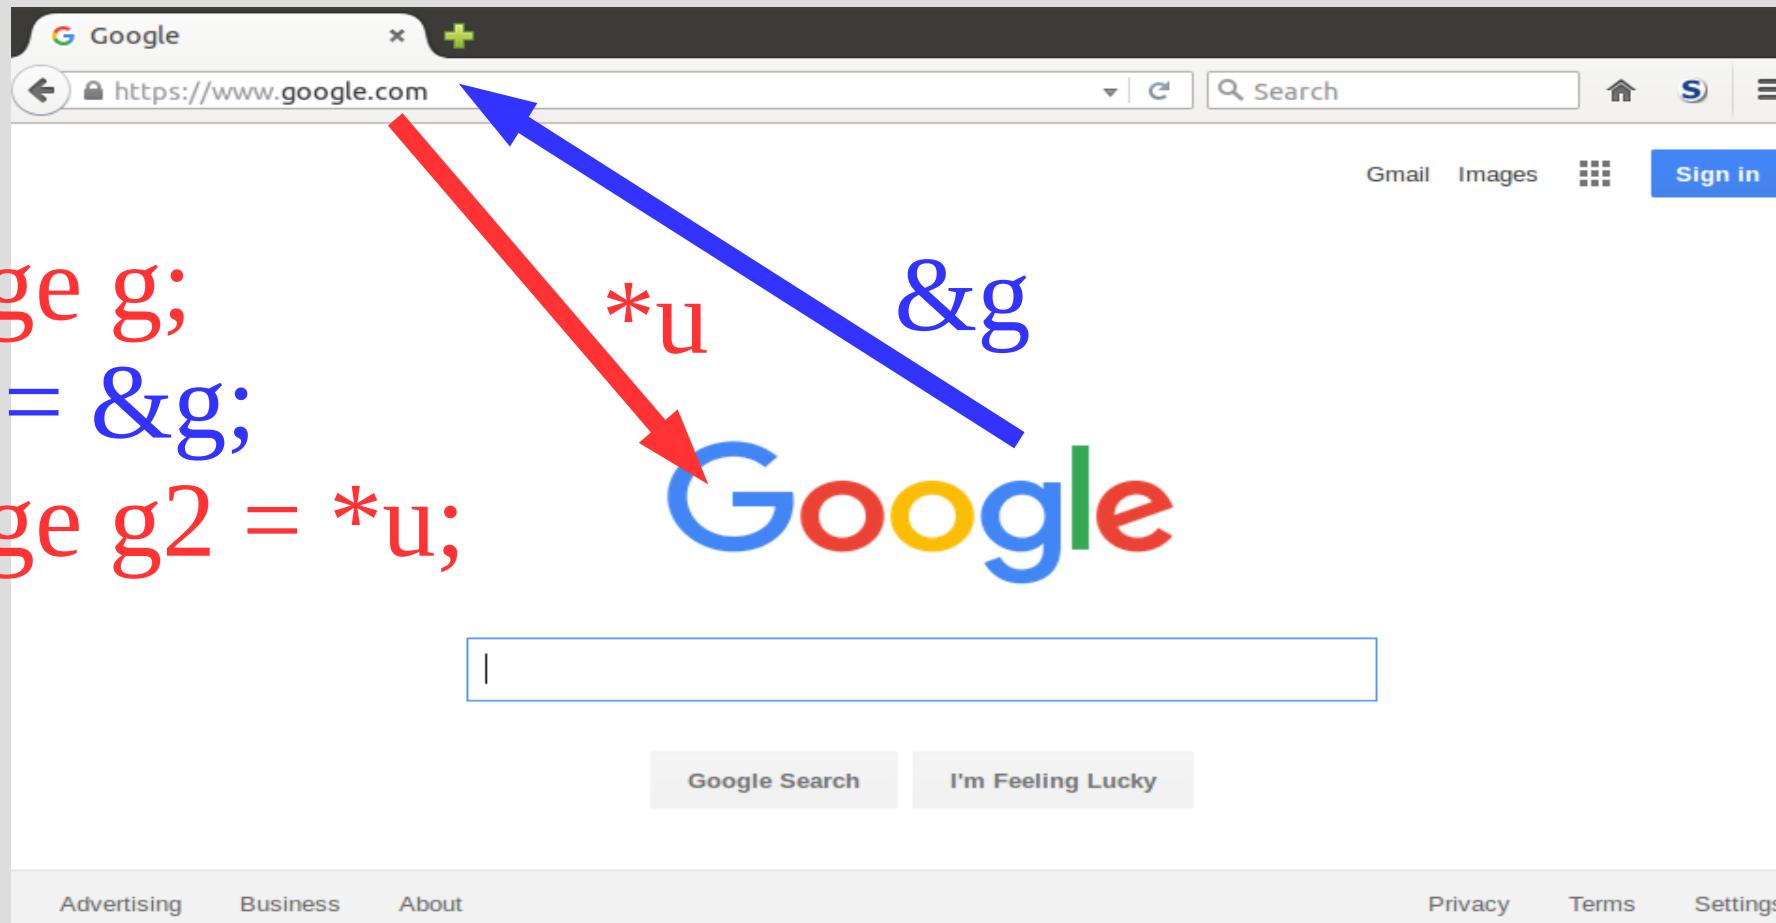 Google
https://www.google.com
Search
S
Gmail Images Sign in
ge g;
*u
&g
= &g;
ge g2 = *u;
Google
Google Search I'm Feeling Lucky
Advertising Business About Privacy Terms Settings